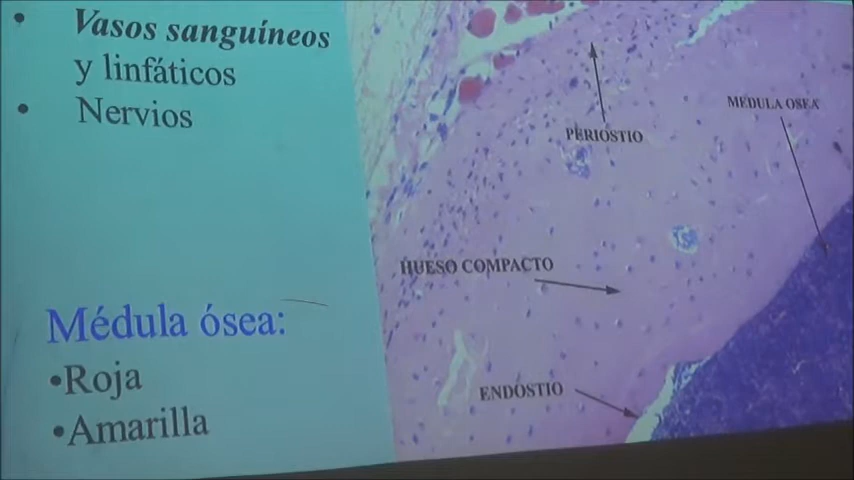 • Vasos sanguíneos
y linfáticos
• Nervios
Médula ósea:
•Roja
•Amarilla
PERIOSTIO
MEDULA OSEA
HUESO COMPACTO
ENDOSTIO